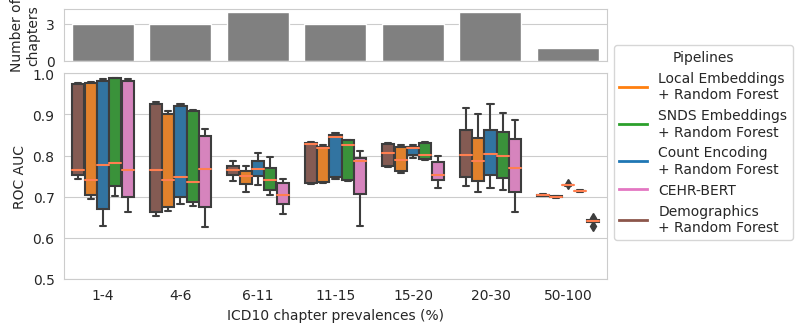 Number of
chapters
3
0
1.0
0.9
0.8
0.7
0.6
0.5
ROC AUC
1-4
4-6
6-11
11-15
15-20
20-30
50-100
ICD10 chapter prevalences (%)
Pipelines
Local Embeddings
+ Random Forest
SNDS Embeddings
+ Random Forest
Count Encoding
+ Random Forest
CEHR-BERT
Demographics
+ Random Forest